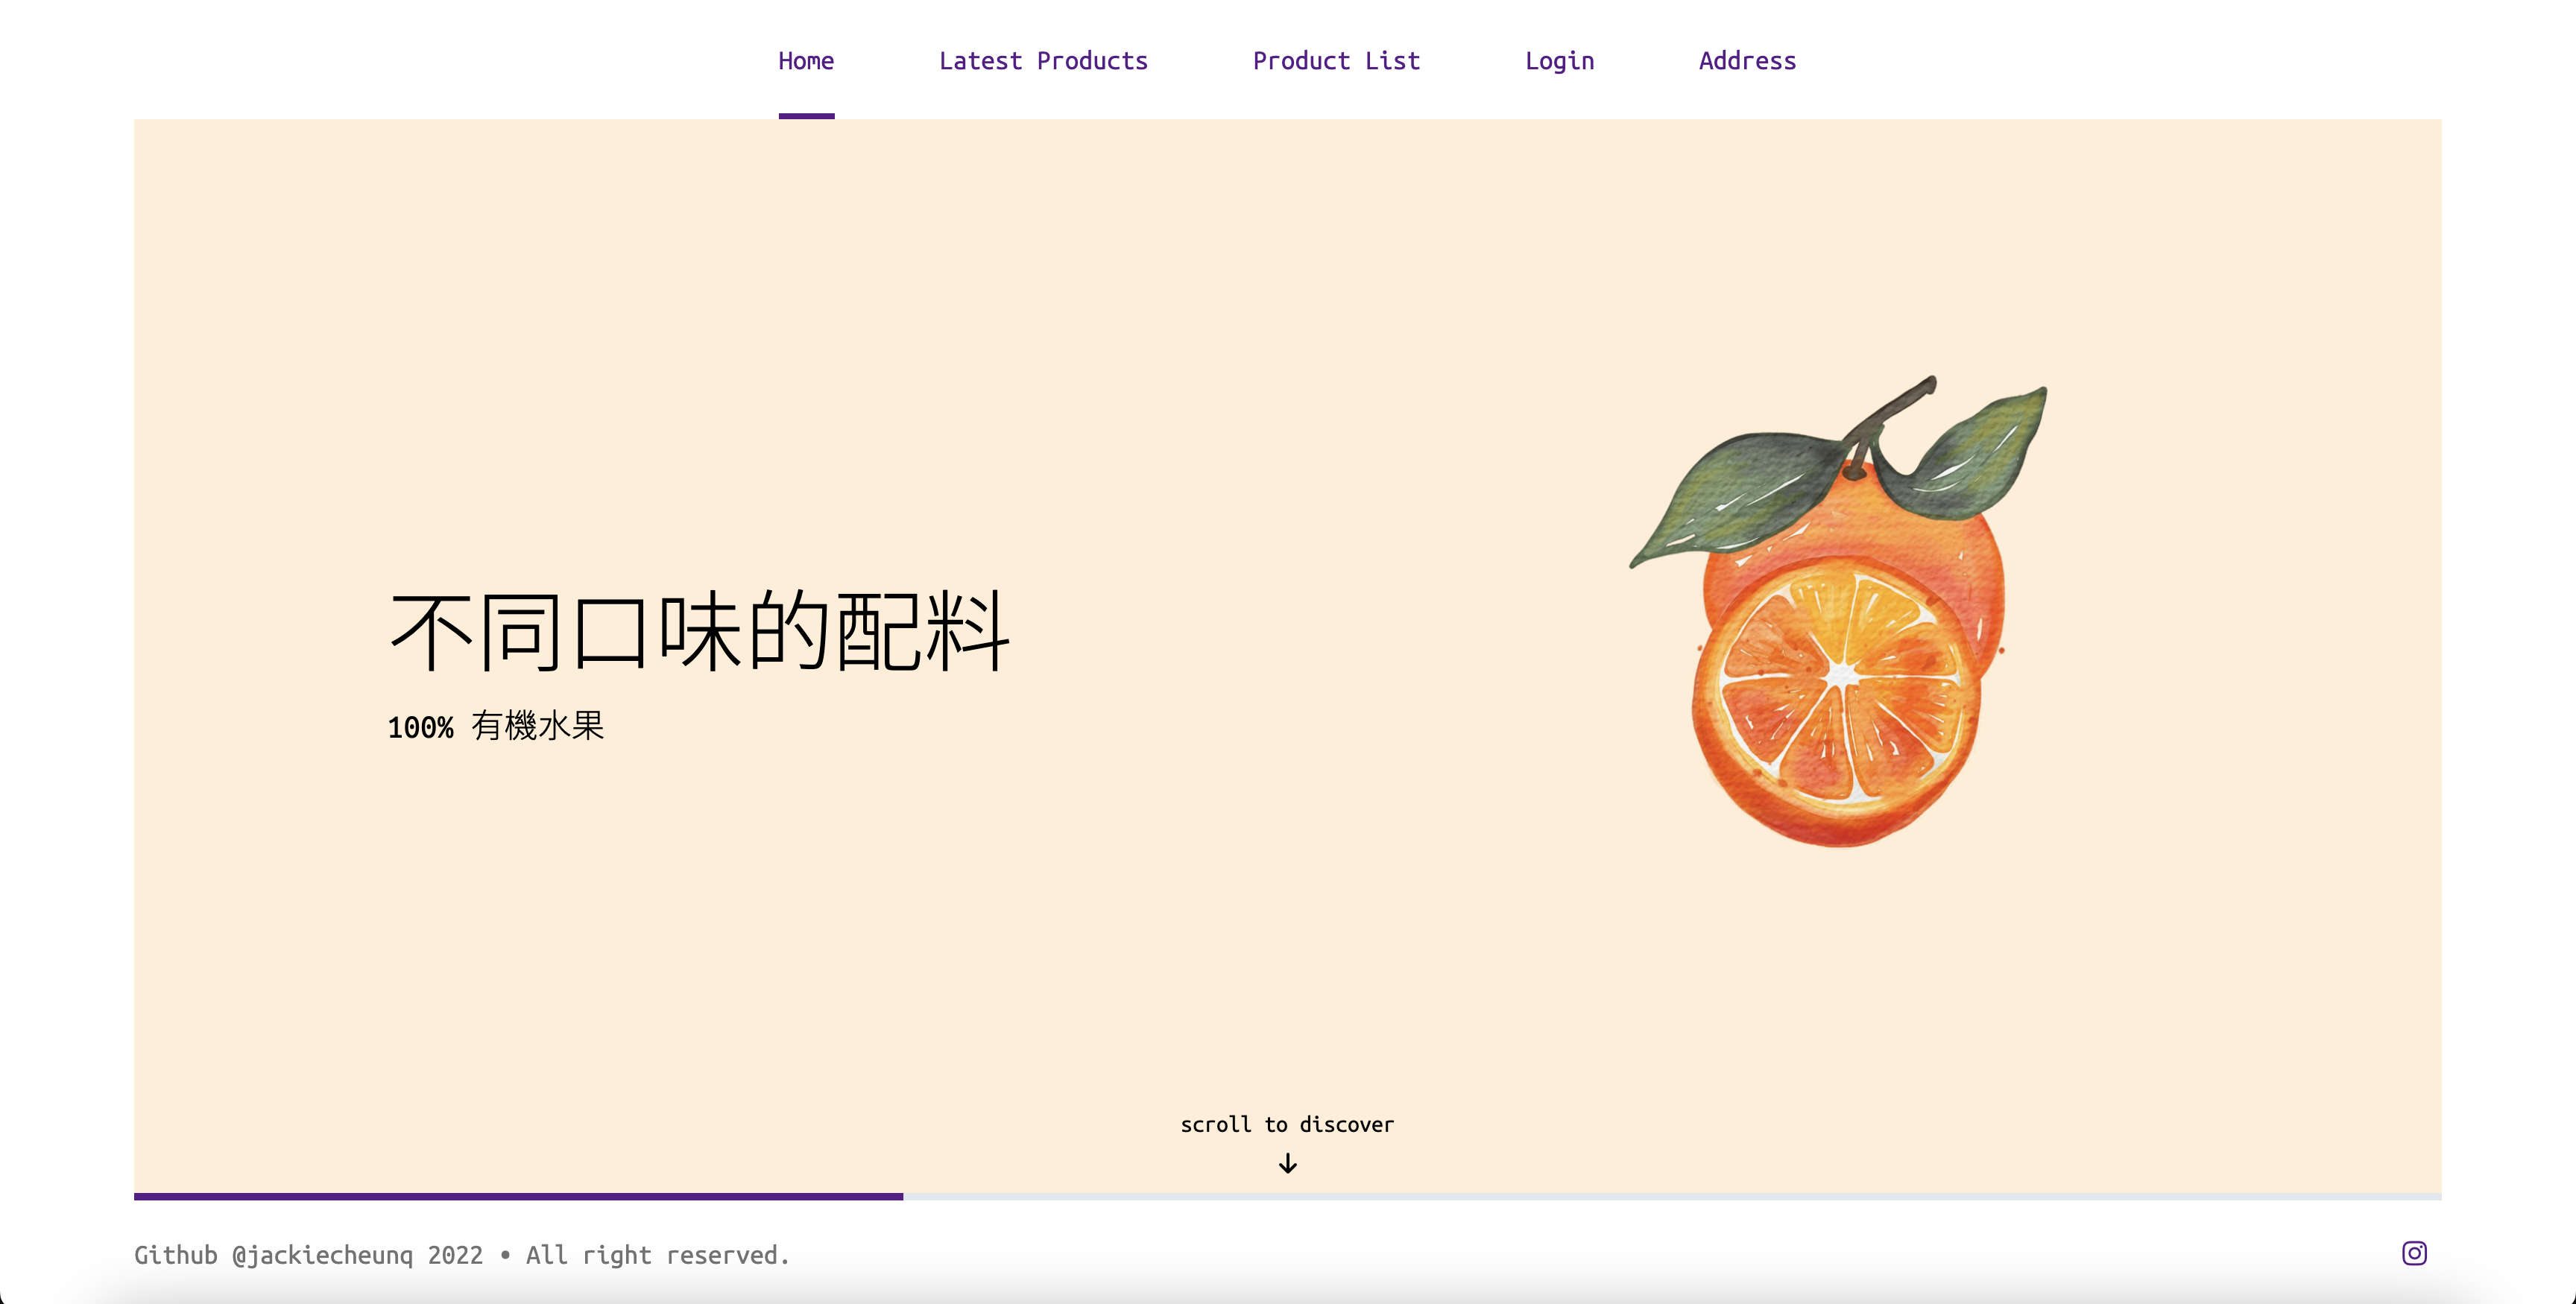 Home Latest Products Product List Login Address
不同口味的配料
100% 有機水果
scroll to discover
Github @jackiecheunq 2022 • All right reserved.